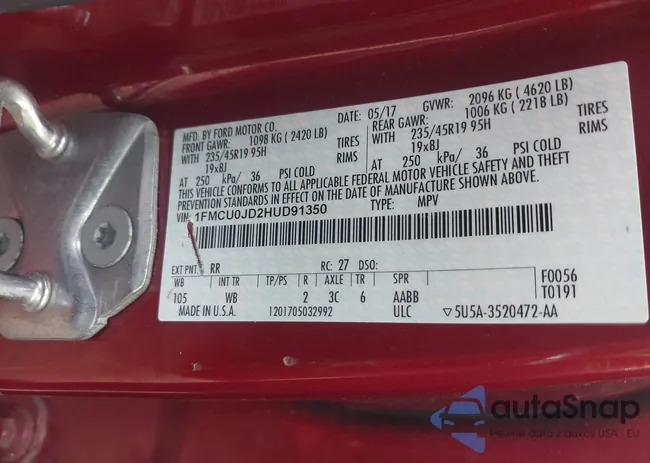 MFD. BY FORD MOTOR CO.
DATE: 05/17 GVWR: 2096 KG ( 4620 LB)
FRONT GAWR: 1098 KG ( 2420 LB)
REAR GAWR: 1006 KG ( 2218 LB)
WITH 235/45R19 95H TIRES
WITH 235/45R19 95H TIRES
19x8J RIMS
19x8J RIMS
AT 250 kPa/ 36 PSI COLD
AT 250 kPa/ 36 PSI COLD
THIS VEHICLE CONFORMS TO ALL APPLICABLE FEDERAL MOTOR VEHICLE SAFETY AND THEFT
PREVENTION STANDARDS IN EFFECT ON THE DATE OF MANUFACTURE SHOWN ABOVE.
VIN: 1FMCU0JD2HUD91350 TYPE: MPV
EXT PNT: RR RC: 27 DSO:
WB INT TR TP/PS R AXLE TR SPR
105 WB 2 3C 6 AABB
F0056
T0191
MADE IN U.S.A. 1201705032992 ULC ▽5U5A-3520472-AA
autaSnap